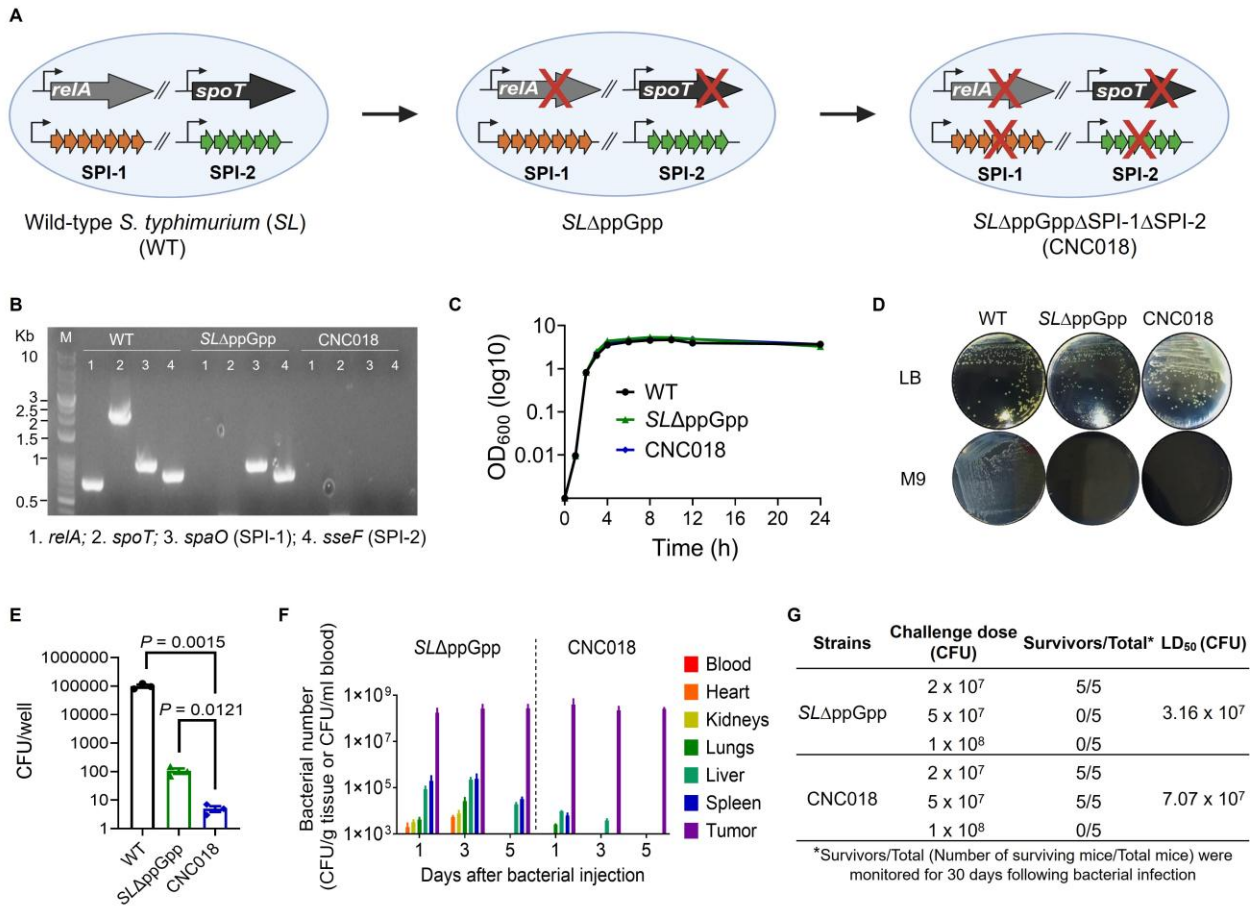 A
relA // spoT
SPI-1 SPI-2
Wild-type S. typhimurium (SL)
(WT)
relA // spoT
SPI-1 SPI-2
SLΔppGpp
relA // spoT
SPI-1 SPI-2
SLΔppGppΔSPI-1ΔSPI-2
(CNC018)
B
Kb M WT SLΔppGpp CNC018
10
1 2 3 4 1 2 3 4 1 2 3 4
3
2.5
2
1.5
1
0.5
1. relA; 2. spoT; 3. spaO (SPI-1); 4. sseF (SPI-2)
C
OD600 (log10)
10
1
0.1
0.01
WT
SLΔppGpp
CNC018
0 4 8 12 16 20 24
Time (h)
D
WT SLΔppGpp CNC018
LB
M9
E
P = 0.0015
P = 0.0121
CFU/well
1000000
100000
10000
1000
100
10
1
WT
SLΔppGpp
CNC018
F
SLΔppGpp CNC018
Bacterial number
(CFU/g tissue or CFU/ml blood)
1×10⁹
1×10⁷
1×10⁵
1×10³
1 3 5 1 3 5
Days after bacterial injection
Blood
Heart
Kidneys
Lungs
Liver
Spleen
Tumor
G
Strains Challenge dose (CFU) Survivors/Total* LD50 (CFU)
2 x 10⁷ 5/5
SLΔppGpp 5 x 10⁷ 0/5 3.16 x 10⁷
1 x 10⁸ 0/5
2 x 10⁷ 5/5
CNC018 5 x 10⁷ 5/5 7.07 x 10⁷
1 x 10⁸ 0/5
*Survivors/Total (Number of surviving mice/Total mice) were
monitored for 30 days following bacterial infection